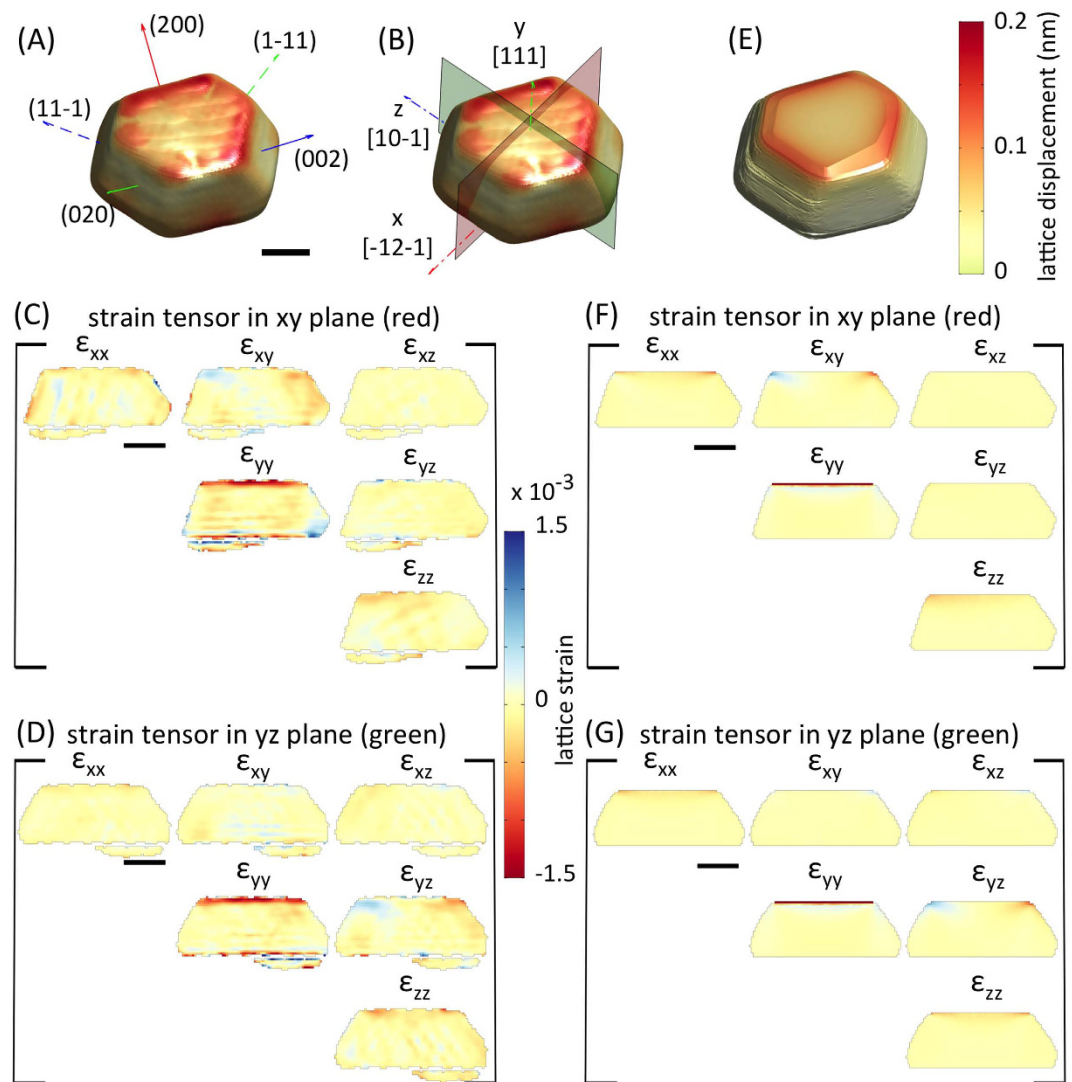 (A)
(200)
(1-11)
(11-1)
(002)
(020)
(B)
y
[111]
z
[10-1]
x
[-12-1]
(E)
0.2
0.1
0
lattice displacement (nm)
(C) strain tensor in xy plane (red)
εxx εxy εxz
εyy εyz
εzz
x 10-3
1.5
0
-1.5
lattice strain
(F) strain tensor in xy plane (red)
εxx εxy εxz
εyy εyz
εzz
(D) strain tensor in yz plane (green)
εxx εxy εxz
εyy εyz
εzz
(G) strain tensor in yz plane (green)
εxx εxy εxz
εyy εyz
εzz